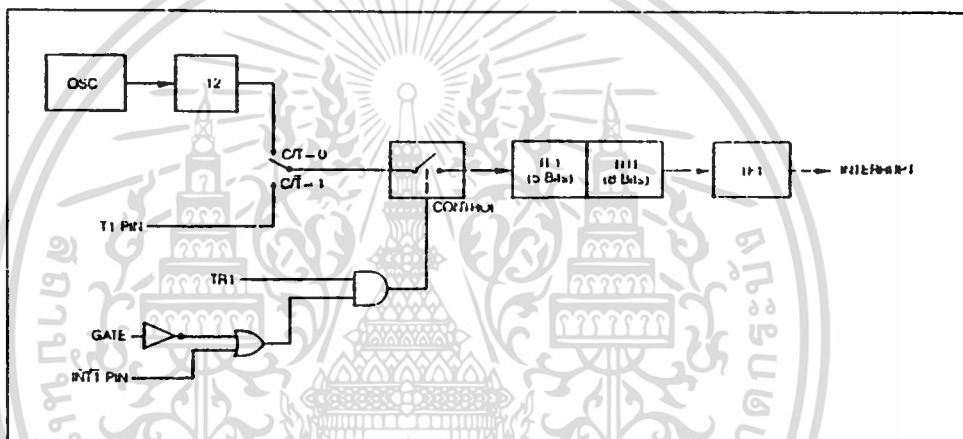 OSC
12
C/T = 0
C/T = 1
T1 PIN
CONTROL
TL1
(5 Bits)
TH1
(8 Bits)
TF1
INTERRUPT
TR1
GATE
INT1 PIN